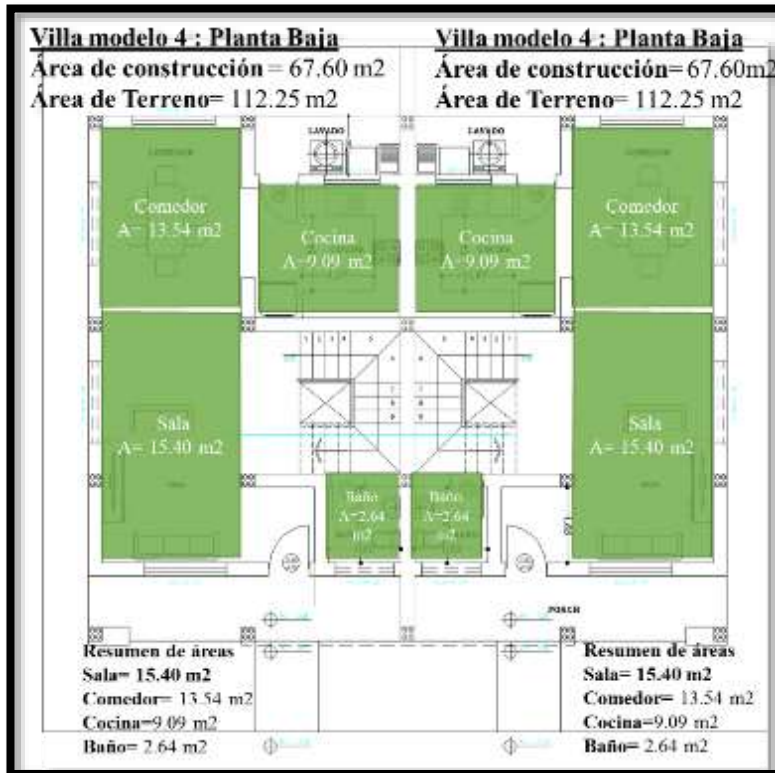 Villa modelo 4 : Planta Baja
Área de construcción = 67.60 m2
Área de Terreno= 112.25 m2
Villa modelo 4 : Planta Baja
Área de construcción= 67.60m2
Área de Terreno= 112.25 m2
LAVADO
LAVADO
Comedor
A= 13.54 m2
Cocina
A=9.09 m2
Cocina
A=9.09 m2
Comedor
A= 13.54 m2
Sala
A= 15.40 m2
Baño
A=2.64
m2
Baño
A=2.64
m2
Sala
A= 15.40 m2
PORCH
Resumen de áreas
Sala= 15.40 m2
Comedor= 13.54 m2
Cocina=9.09 m2
Baño= 2.64 m2
Resumen de áreas
Sala= 15.40 m2
Comedor= 13.54 m2
Cocina=9.09 m2
Baño= 2.64 m2